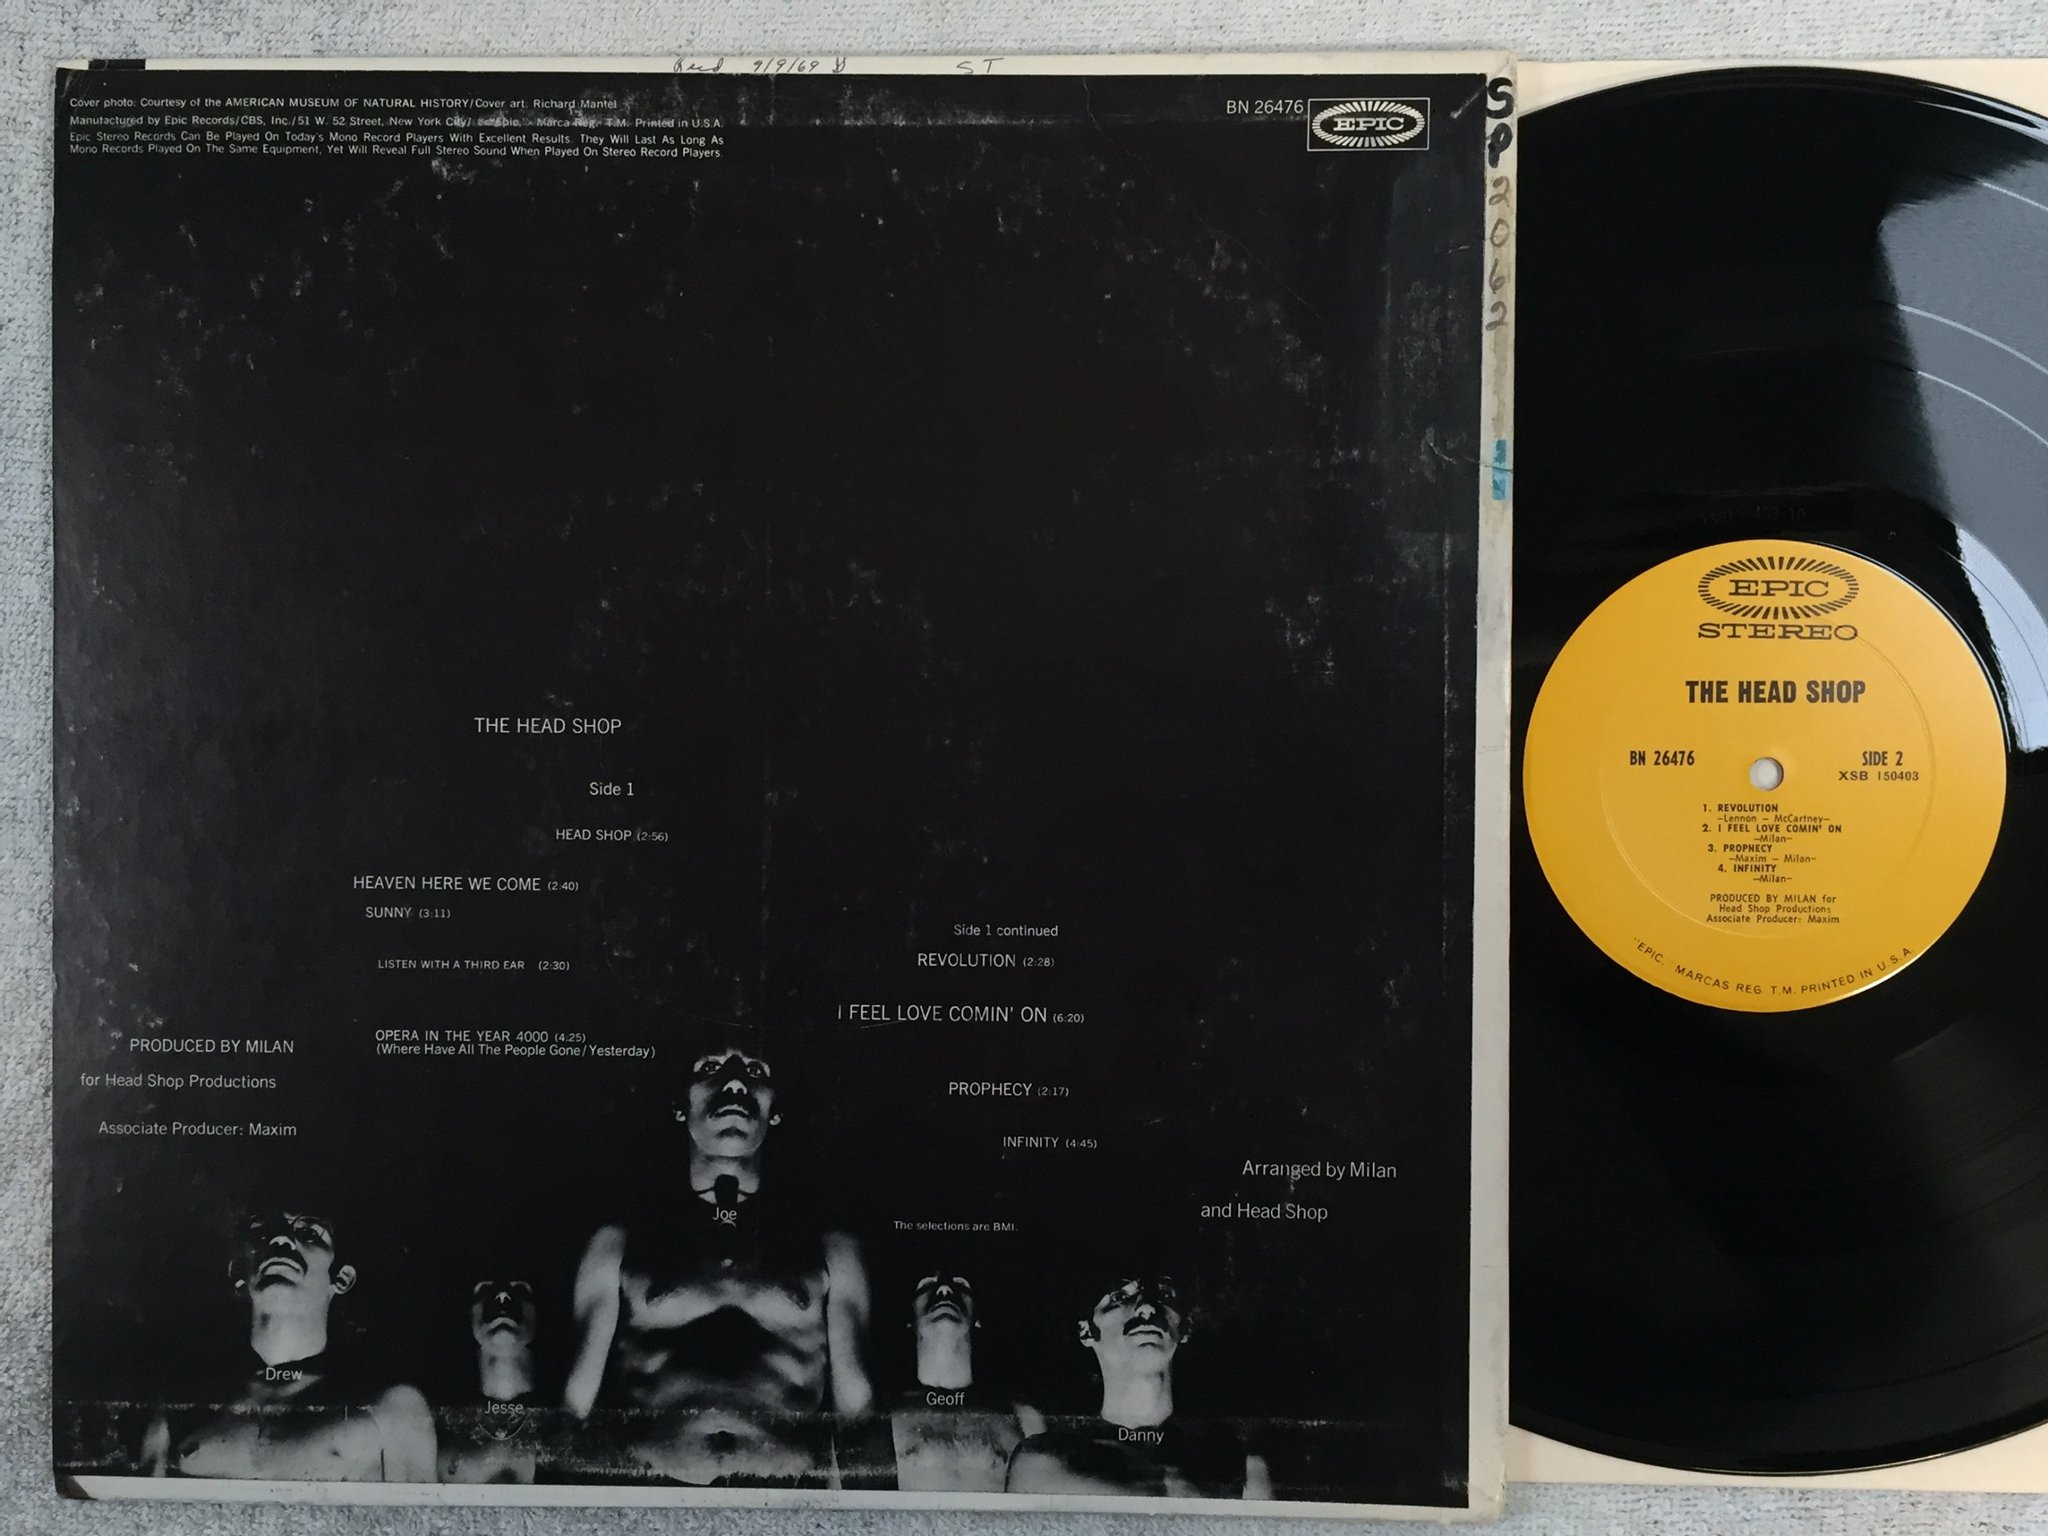 Recd 9/9/69 ST
Cover photo: Courtesy of the AMERICAN MUSEUM OF NATURAL HISTORY/Cover art: Richard Mantel
Manufactured by Epic Records/CBS, Inc./51 W. 52 Street, New York City/ "Epic," Marca Reg. T.M. Printed in U.S.A.
Epic Stereo Records Can Be Played On Today's Mono Record Players With Excellent Results. They Will Last As Long As
Mono Records Played On The Same Equipment, Yet Will Reveal Full Stereo Sound When Played On Stereo Record Players.
BN 26476
EPIC
SP2062
THE HEAD SHOP
Side 1
HEAD SHOP (2:56)
HEAVEN HERE WE COME (2:40)
SUNNY (3:11)
LISTEN WITH A THIRD EAR (2:30)
OPERA IN THE YEAR 4000 (4:25)
(Where Have All The People Gone/Yesterday)
Side 1 continued
REVOLUTION (2:28)
I FEEL LOVE COMIN' ON (6:20)
PROPHECY (2:17)
INFINITY (4:45)
PRODUCED BY MILAN
for Head Shop Productions
Associate Producer: Maxim
Arranged by Milan
and Head Shop
The selections are BMI.
Joe
Drew
Jesse
Geoff
Danny
EPIC
STEREO
THE HEAD SHOP
BN 26476
SIDE 2
XSB 150403
1. REVOLUTION
-Lennon - McCartney-
2. I FEEL LOVE COMIN' ON
-Milan-
3. PROPHECY
-Maxim - Milan-
4. INFINITY
-Milan-
PRODUCED BY MILAN for
Head Shop Productions
Associate Producer: Maxim
"EPIC, MARCAS REG. T.M. PRINTED IN U.S.A.